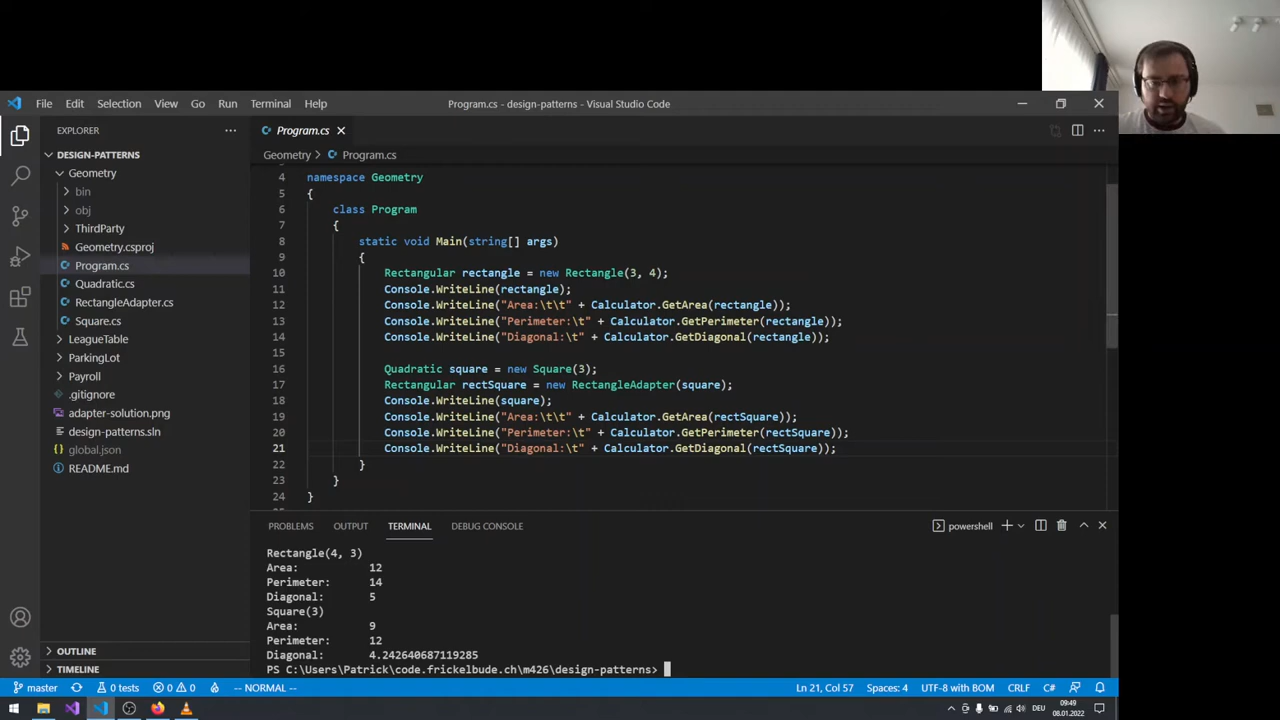 File Edit Selection View Go Run Terminal Help
Program.cs - design-patterns - Visual Studio Code
EXPLORER
DESIGN-PATTERNS
Geometry
bin
obj
ThirdParty
Geometry.csproj
Program.cs
Quadratic.cs
RectangleAdapter.cs
Square.cs
LeagueTable
ParkingLot
Payroll
.gitignore
adapter-solution.png
design-patterns.sln
global.json
README.md
OUTLINE
TIMELINE
Program.cs
Geometry > Program.cs
4 namespace Geometry
5 {
6 class Program
7 {
8 static void Main(string[] args)
9 {
10 Rectangular rectangle = new Rectangle(3, 4);
11 Console.WriteLine(rectangle);
12 Console.WriteLine("Area:\t\t" + Calculator.GetArea(rectangle));
13 Console.WriteLine("Perimeter:\t" + Calculator.GetPerimeter(rectangle));
14 Console.WriteLine("Diagonal:\t" + Calculator.GetDiagonal(rectangle));
15
16 Quadratic square = new Square(3);
17 Rectangular rectSquare = new RectangleAdapter(square);
18 Console.WriteLine(square);
19 Console.WriteLine("Area:\t\t" + Calculator.GetArea(rectSquare));
20 Console.WriteLine("Perimeter:\t" + Calculator.GetPerimeter(rectSquare));
21 Console.WriteLine("Diagonal:\t" + Calculator.GetDiagonal(rectSquare));
22 }
23 }
24 }
PROBLEMS OUTPUT TERMINAL DEBUG CONSOLE
powershell
Rectangle(4, 3)
Area: 12
Perimeter: 14
Diagonal: 5
Square(3)
Area: 9
Perimeter: 12
Diagonal: 4.242640687119285
PS C:\Users\Patrick\code.frickelbude.ch\m426\design-patterns>
master 0 tests 0 0 -- NORMAL -- Ln 21, Col 57 Spaces: 4 UTF-8 with BOM CRLF C#
DEU 09:49
08.01.2022